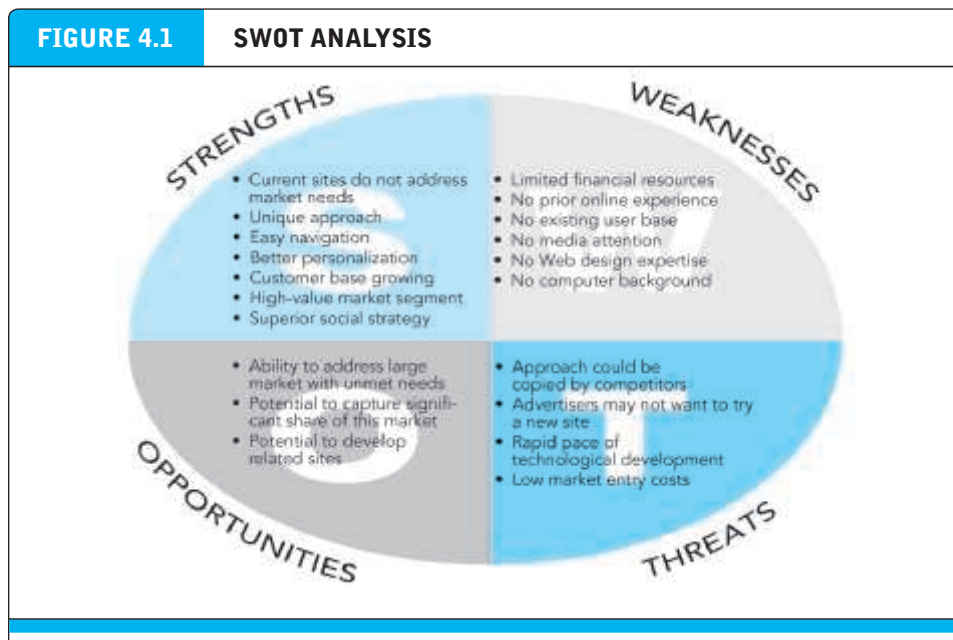 FIGURE 4.1 SWOT ANALYSIS
STRENGTHS
• Current sites do not address
market needs
• Unique approach
• Easy navigation
• Better personalization
• Customer base growing
• High-value market segment
• Superior social strategy
WEAKNESSES
• Limited financial resources
• No prior online experience
• No existing user base
• No media attention
• No Web design expertise
• No computer background
OPPORTUNITIES
• Ability to address large
market with unmet needs
• Potential to capture signifi-
cant share of this market
• Potential to develop
related sites
THREATS
• Approach could be
copied by competitors
• Advertisers may not want to try
a new site
• Rapid pace of
technological development
• Low market entry costs
S
W
O
T